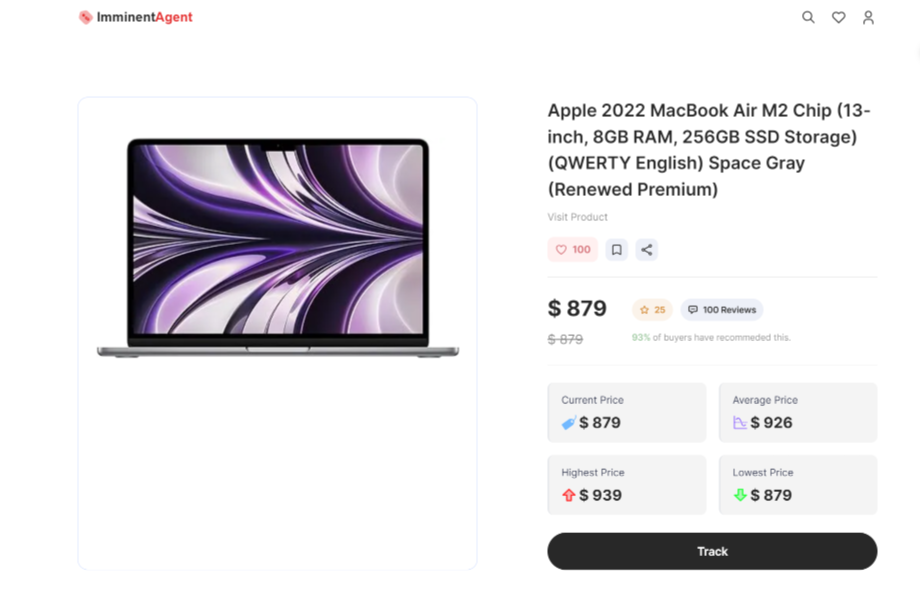 ImminentAgent
Apple 2022 MacBook Air M2 Chip (13-
inch, 8GB RAM, 256GB SSD Storage)
(QWERTY English) Space Gray
(Renewed Premium)
Visit Product
100
$ 879
25
100 Reviews
$ 879
93% of buyers have recommeded this.
Current Price
$ 879
Average Price
$ 926
Highest Price
$ 939
Lowest Price
$ 879
Track